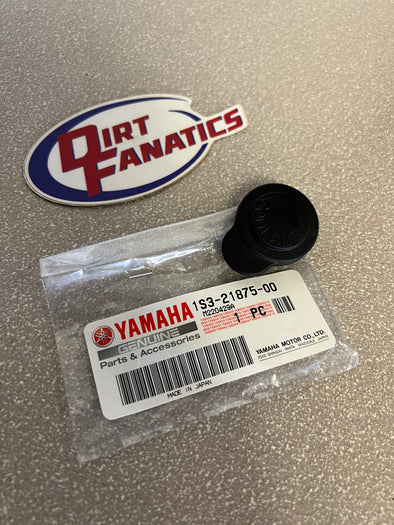 DIRT
FANATICS
YAMAHA
GENUINE
Parts & Accessories
1S3-21875-00
M220429A
1 PC
MADE IN JAPAN
YAMAHA MOTOR CO.,LTD.